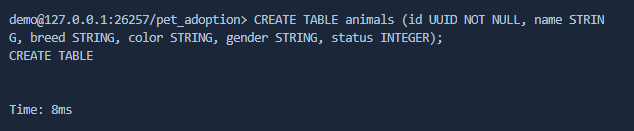 demo@127.0.0.1:26257/pet_adoption> CREATE TABLE animals (id UUID NOT NULL, name STRIN
G, breed STRING, color STRING, gender STRING, status INTEGER);
CREATE TABLE
Time: 8ms